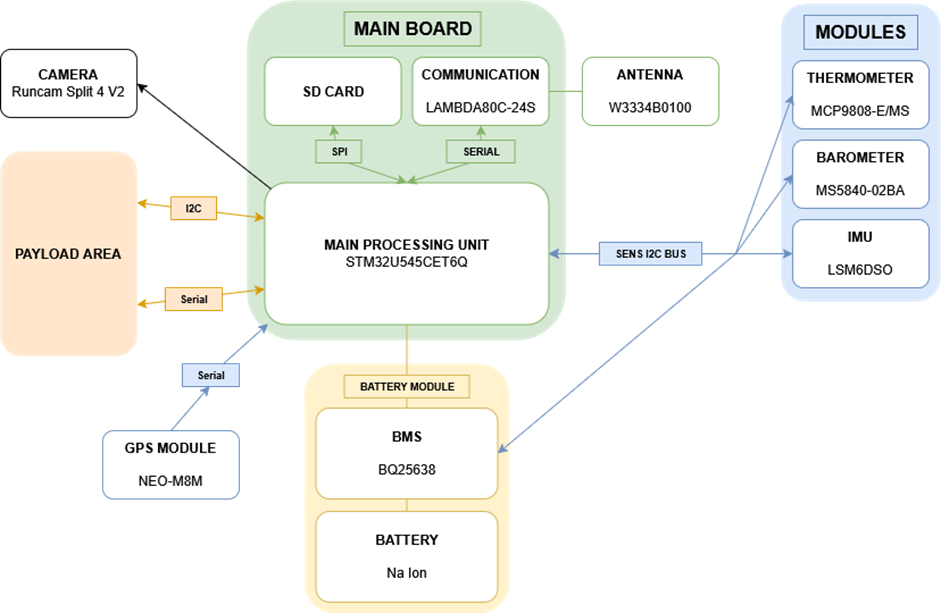 MAIN BOARD
MODULES
CAMERA
Runcam Split 4 V2
SD CARD
COMMUNICATION
LAMBDA80C-24S
ANTENNA
W3334B0100
THERMOMETER
MCP9808-E/MS
SPI
SERIAL
BAROMETER
MS5840-02BA
I2C
PAYLOAD AREA
MAIN PROCESSING UNIT
STM32U545CET6Q
SENS I2C BUS
IMU
LSM6DSO
Serial
Serial
BATTERY MODULE
GPS MODULE
NEO-M8M
BMS
BQ25638
BATTERY
Na Ion